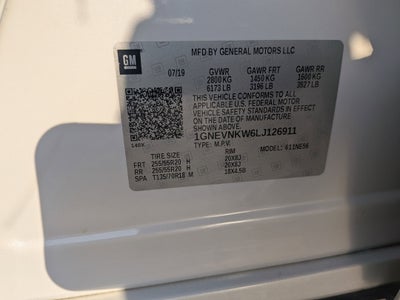 GM
MFD BY GENERAL MOTORS LLC
07/19
GVWR GAWR FRT GAWR RR
2800 KG 1450 KG 1600 KG
6173 LB 3196 LB 3527 LB
THIS VEHICLE CONFORMS TO ALL
APPLICABLE U.S. FEDERAL MOTOR
VEHICLE SAFETY STANDARDS IN EFFECT
ON THE DATE OF MANUFACTURE SHOWN ABOVE.
1GNEVNKW6LJ126911
TYPE: M.P.V. MODEL: 611NE56
TIRE SIZE RIM
FRT 255/55R20 H 20X8J
RR 255/55R20 H 20X8J
SPA T135/70R18 M 18X4.5B